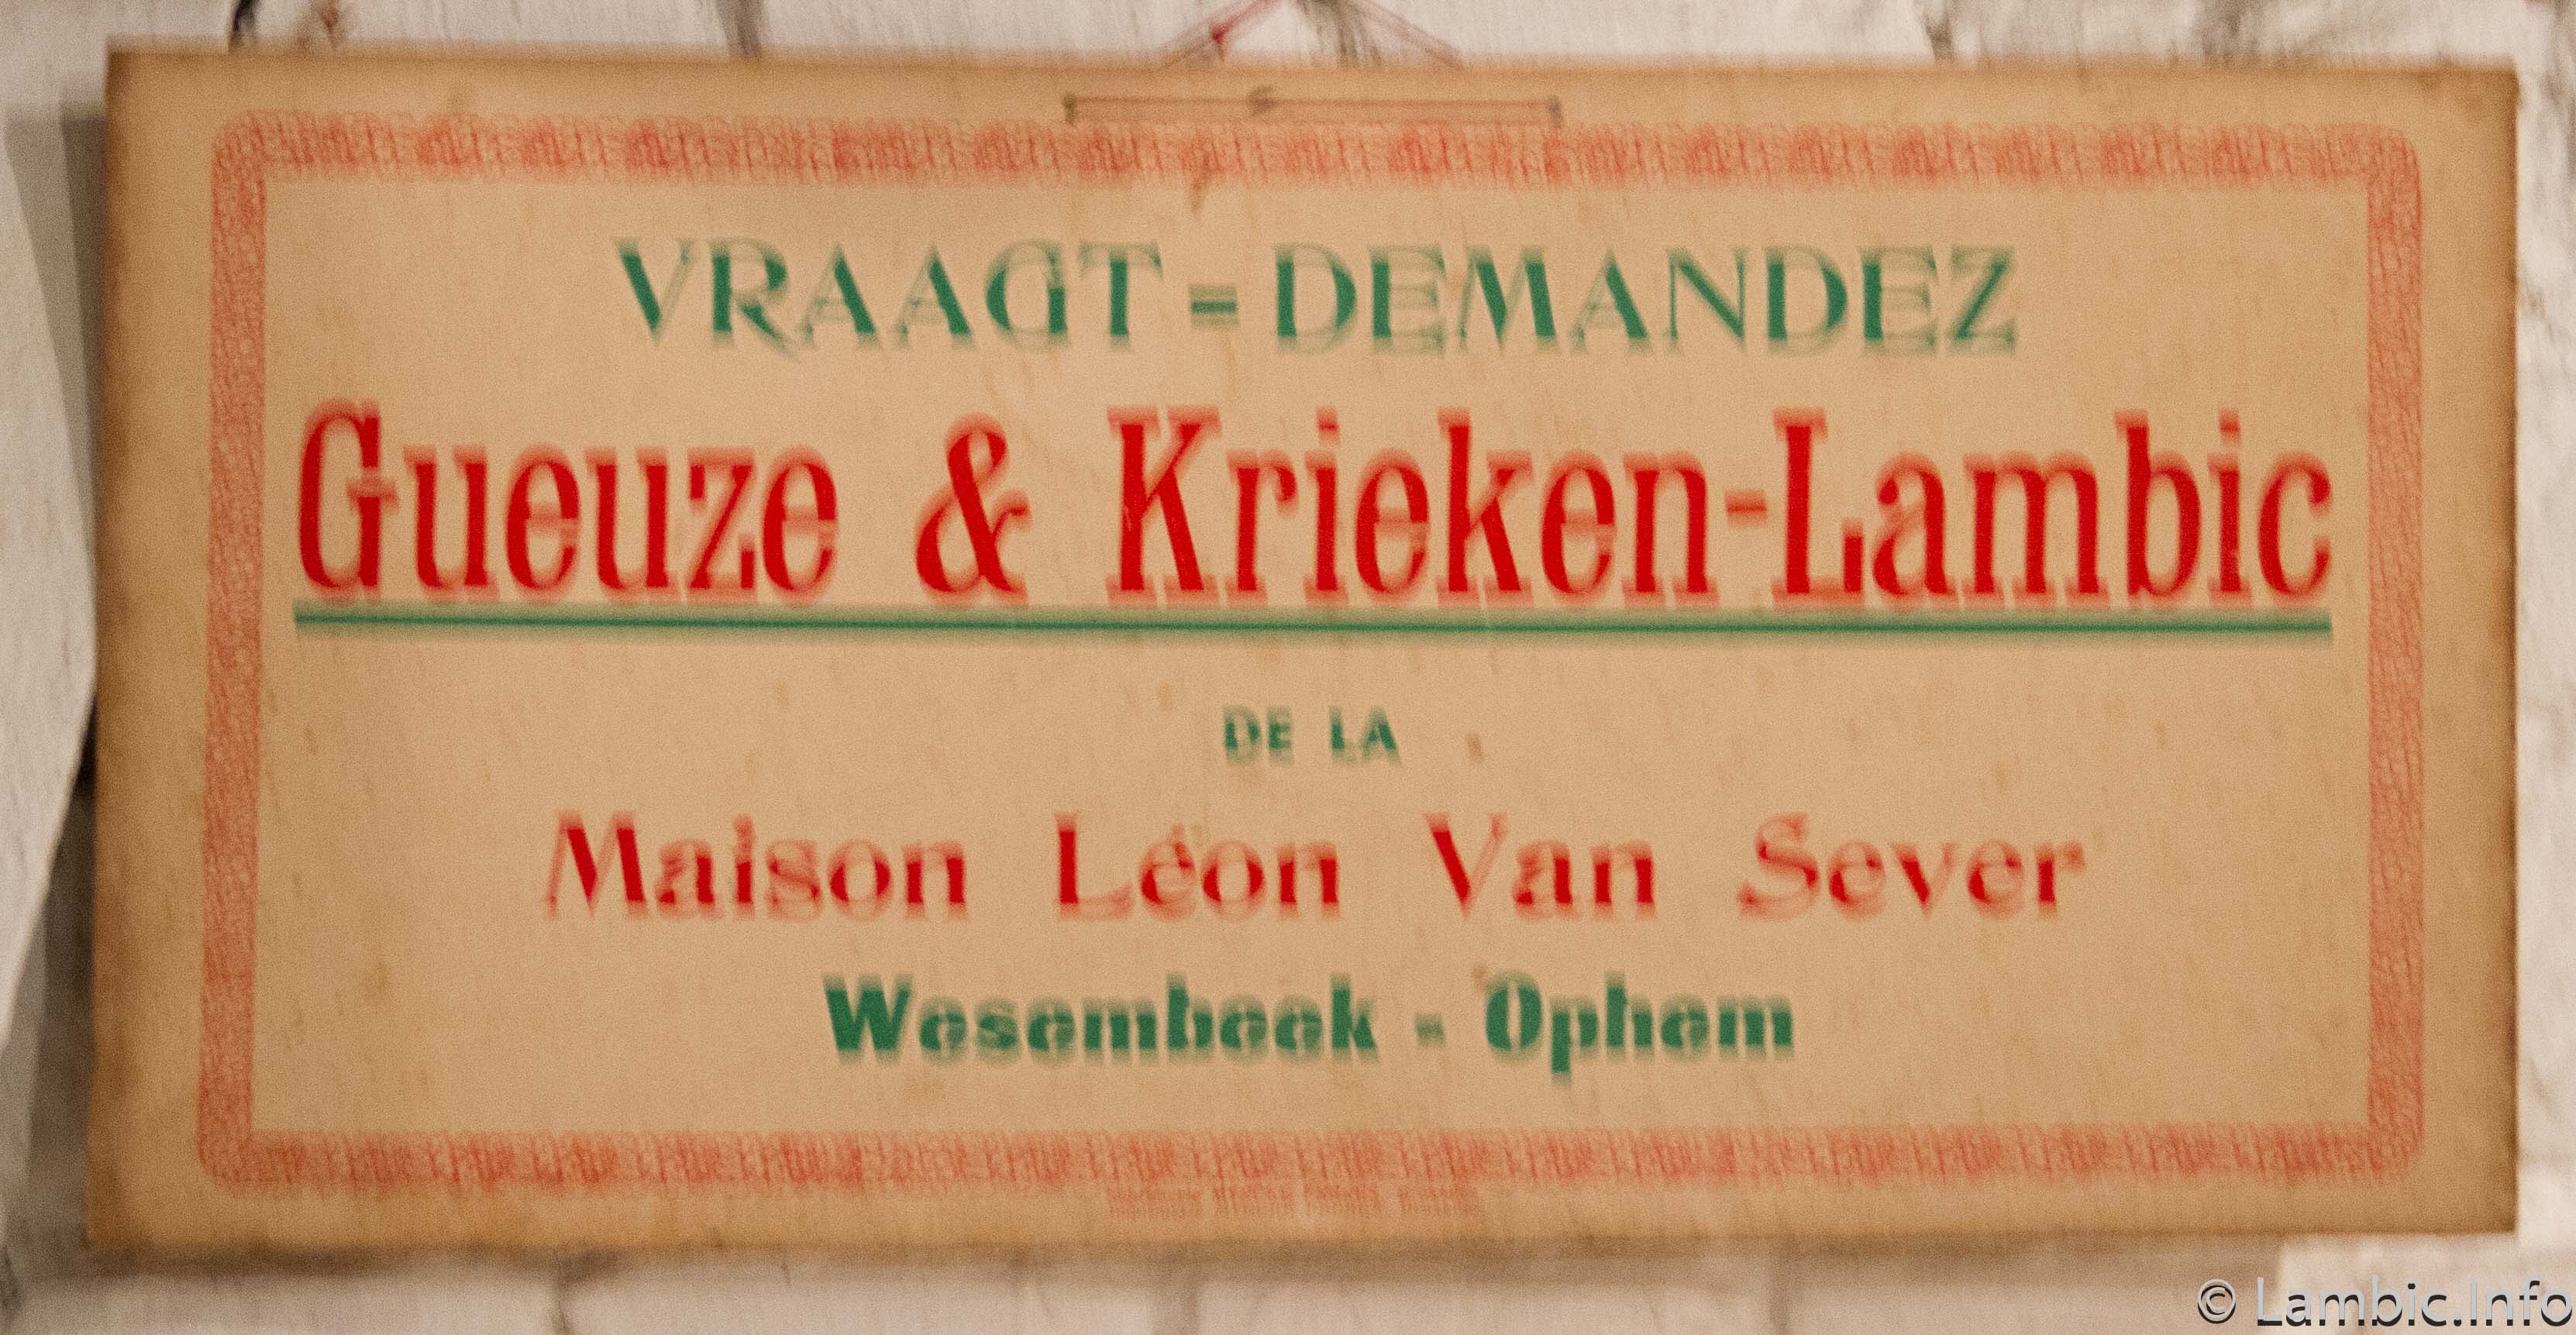 VRAAGT = DEMANDEZ
Gueuze & Krieken-Lambic
DE LA
Maison Léon Van Sever
Wesembeek - Ophem
© Lambic.Info